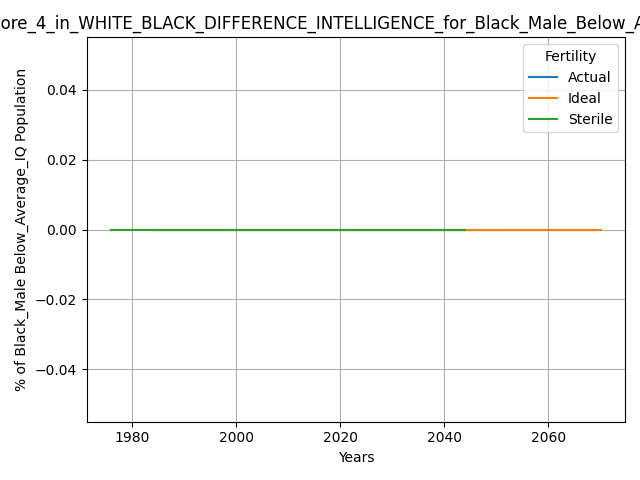 ore_4_in_WHITE_BLACK_DIFFERENCE_INTELLIGENCE_for_Black_Male_Below_A
Fertility
Actual
Ideal
Sterile
0.04
0.02
0.00
−0.02
−0.04
% of Black_Male Below_Average_IQ Population
1980 2000 2020 2040 2060
Years